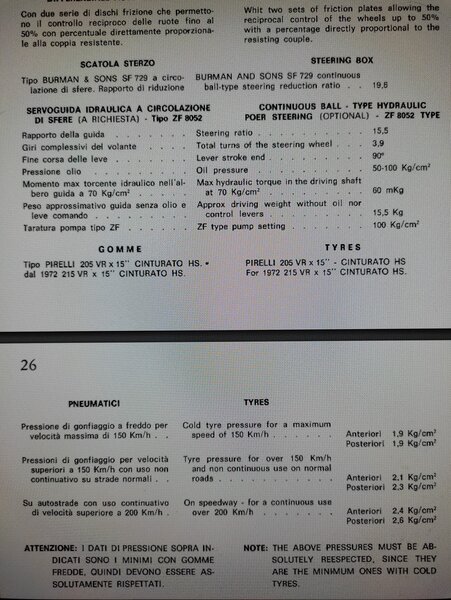 Con due serie di dischi frizione che permetto-
no il controllo reciproco delle ruote fino al
50% con percentuale direttamente proporziona-
le alla coppia resistente.
Whit two sets of friction plates allowing the
reciprocal control of the wheels up to 50%
with a percentage directly proportional to the
resisting couple.
SCATOLA STERZO
STEERING BOX
Tipo BURMAN & SONS SF 729 a circo-
lazione di sfere. Rapporto di riduzione
BURMAN AND SONS SF 729 continuous
ball-type steering reduction ratio . . 19,6
SERVOGUIDA IDRAULICA A CIRCOLAZIONE
DI SFERE (A RICHIESTA) - Tipo ZF 8052
CONTINUOUS BALL - TYPE HYDRAULIC
POER STEERING (OPTIONAL) - ZF 8052 TYPE
Rapporto della guida Steering ratio 15,5
Giri complessivi del volante Total turns of the steering wheel 3,9
Fine corsa delle leve Lever stroke end 90°
Pressione olio Oil pressure 50-100 Kg/cm²
Momento max torcente idraulico nell'al-
bero guida a 70 Kg/cm²
Max hydraulic torque in the driving shaft
at 70 Kg/cm² 60 mKg
Peso approssimativo guida senza olio e
leve comando
Approx driving weight without oil nor
control levers 15,5 Kg
Taratura pompa tipo ZF ZF type pump setting 100 Kg/cm²
GOMME
TYRES
Tipo PIRELLI 205 VR x 15'' CINTURATO HS.
dal 1972 215 VR x 15'' CINTURATO HS.
PIRELLI 205 VR x 15'' - CINTURATO HS
For 1972 215 VR x 15'' CINTURATO HS.
26
PNEUMATICI
TYRES
Pressione di gonfiaggio a freddo per
velocità massima di 150 Km/h . .
Cold tyre pressure for a maximum
speed of 150 Km/h
Anteriori 1,9 Kg/cm²
Posteriori 1,9 Kg/cm²
Pressioni di gonfiaggio per velocità
superiori a 150 Km/h con uso non
continuativo su strade normali .
Tyre pressure for over 150 Km/h
and non continuous use on normal
roads
Anteriori 2,1 Kg/cm²
Posteriori 2,3 Kg/cm²
Su autostrade con uso continuativo
di velocità superiore a 200 Km/h .
On speedway - for a continuous use
over 200 Km/h
Anteriori 2,4 Kg/cm²
Posteriori 2,6 Kg/cm²
ATTENZIONE: I DATI DI PRESSIONE SOPRA IN-
DICATI SONO I MINIMI CON GOMME
FREDDE, QUINDI DEVONO ESSERE AS-
SOLUTAMENTE RISPETTATI.
NOTE: THE ABOVE PRESSURES MUST BE AB-
SOLUTELY REESPECTED, SINCE THEY
ARE THE MINIMUM ONES WITH COLD
TYRES.